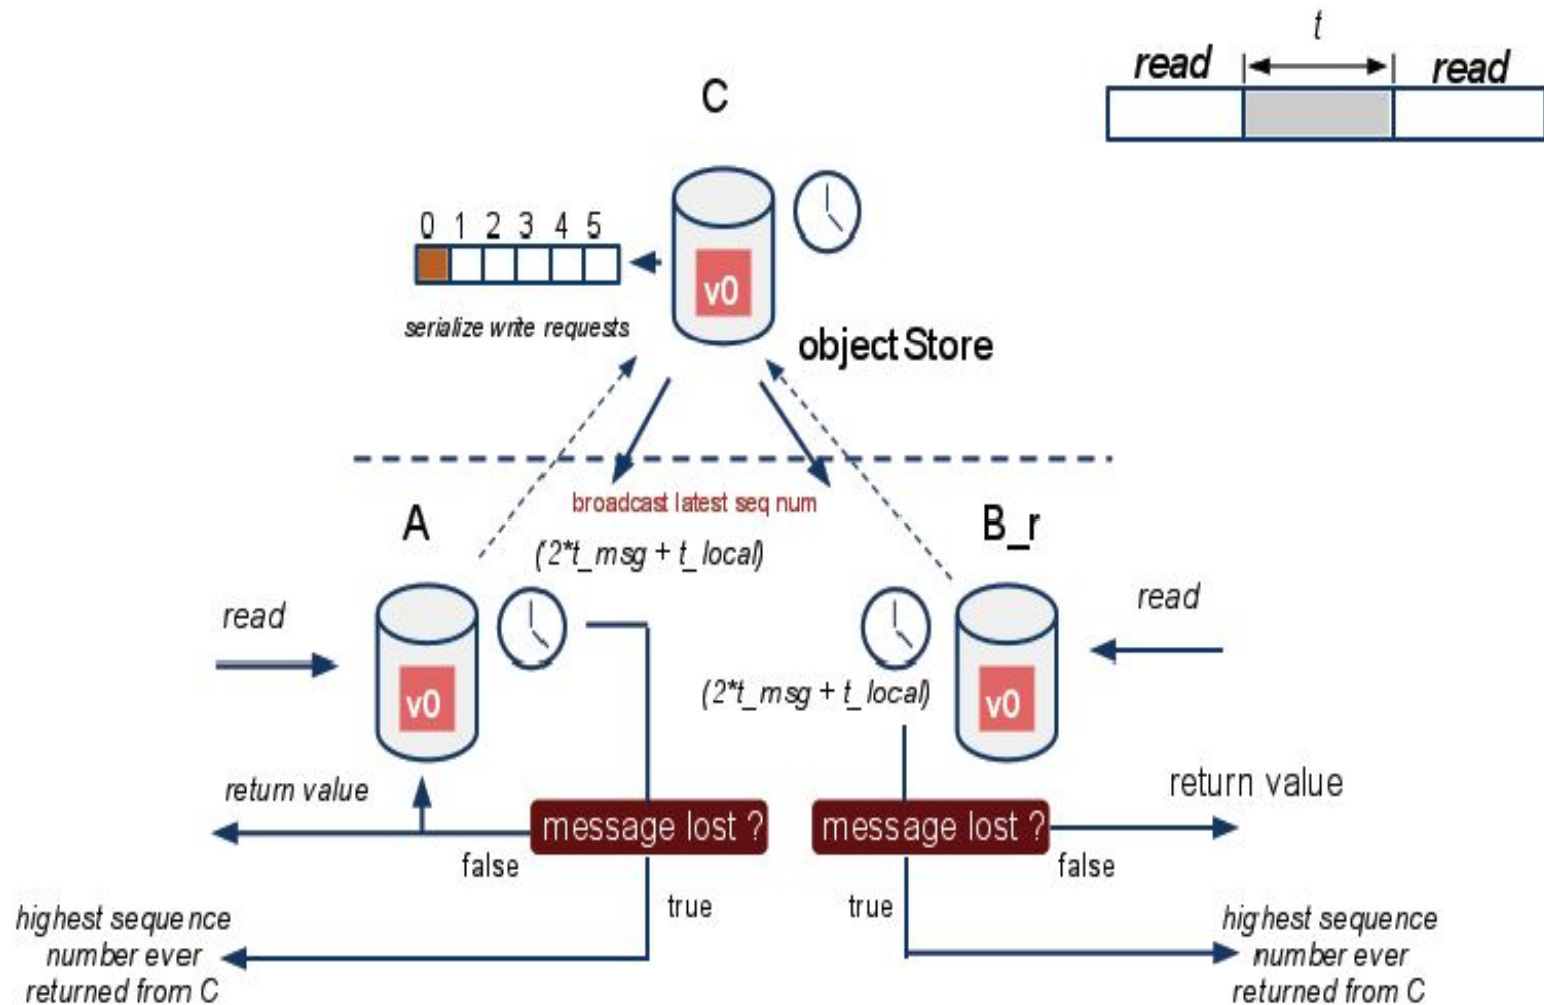 t
read
read
C
0 1 2 3 4 5
v0
serialize write requests
objectStore
broadcast latest seq num
A
B_r
(2*t_msg + t_local)
read
read
v0
(2*t_msg + t_local)
v0
return value
return value
message lost ?
message lost ?
false
false
true
true
highest sequence
number ever
returned from C
highest sequence
number ever
returned from C